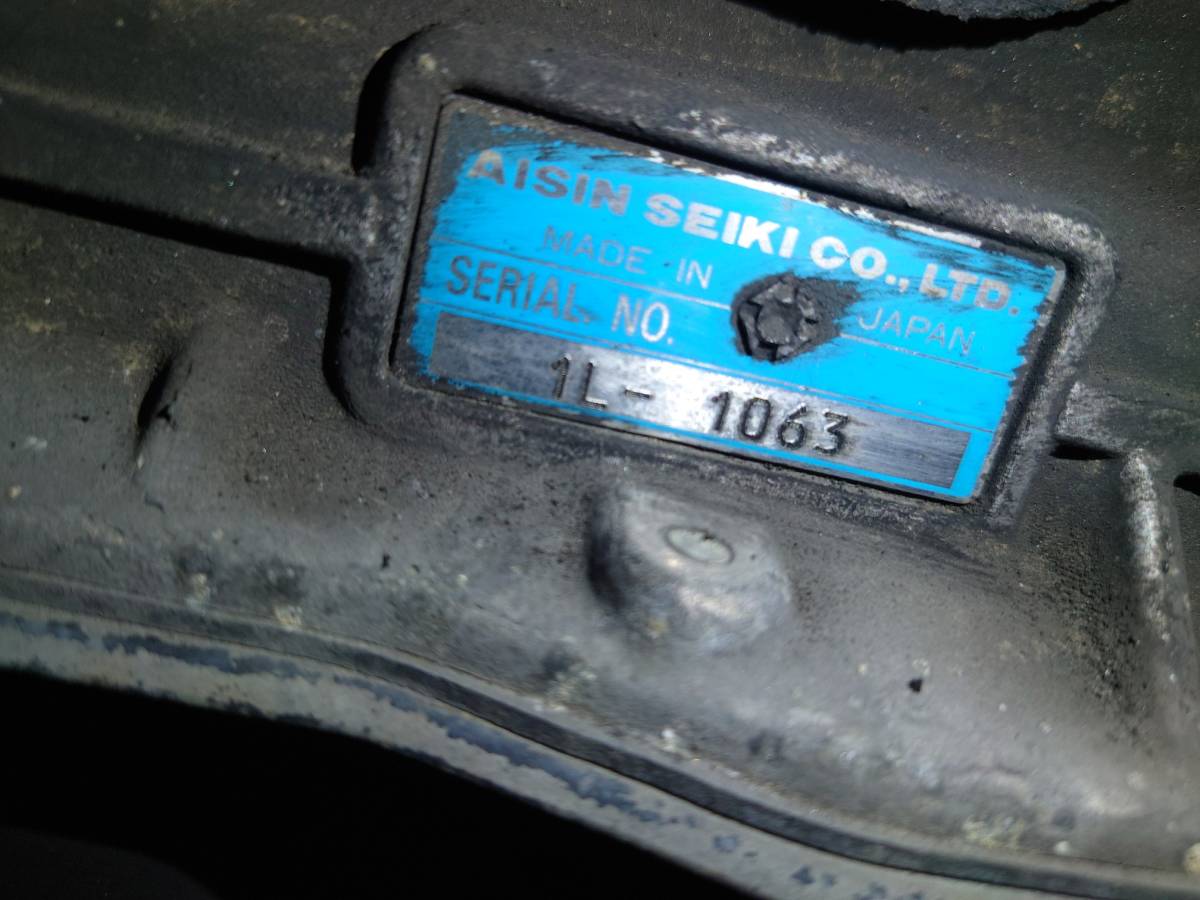 AISIN SEIKI CO., LTD.
MADE IN JAPAN
SERIAL NO.
1L- 1063